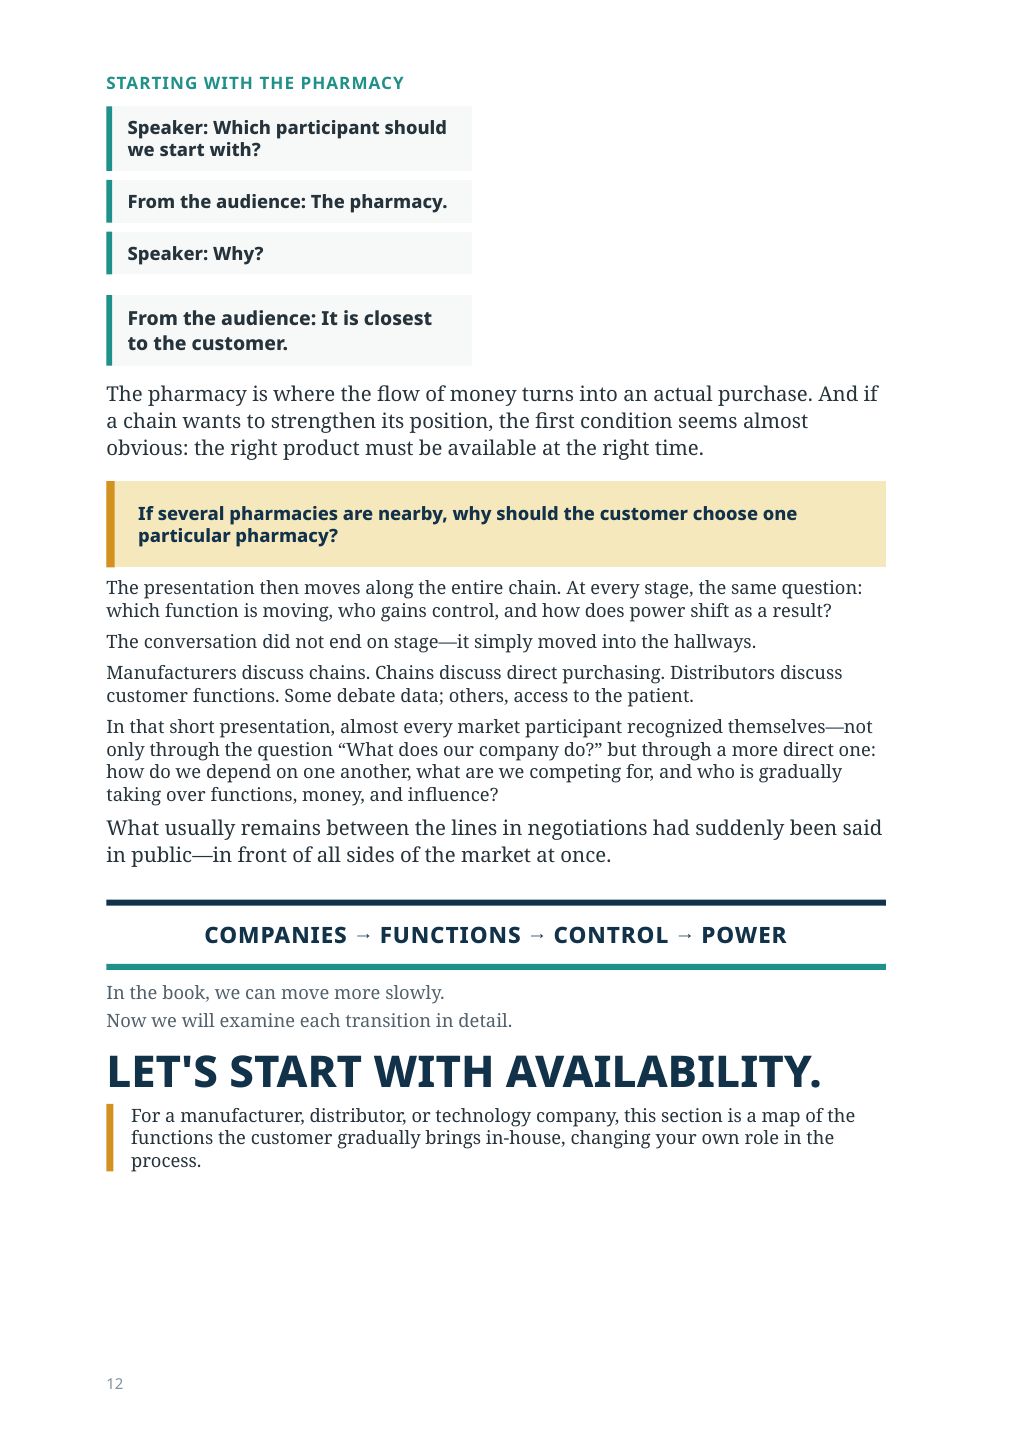 STARTING WITH THE PHARMACY
Speaker: Which participant should
we start with?
From the audience: The pharmacy.
Speaker: Why?
From the audience: It is closest
to the customer.
The pharmacy is where the flow of money turns into an actual purchase. And if
a chain wants to strengthen its position, the first condition seems almost
obvious: the right product must be available at the right time.
If several pharmacies are nearby, why should the customer choose one
particular pharmacy?
The presentation then moves along the entire chain. At every stage, the same question:
which function is moving, who gains control, and how does power shift as a result?
The conversation did not end on stage—it simply moved into the hallways.
Manufacturers discuss chains. Chains discuss direct purchasing. Distributors discuss
customer functions. Some debate data; others, access to the patient.
In that short presentation, almost every market participant recognized themselves—not
only through the question “What does our company do?” but through a more direct one:
how do we depend on one another, what are we competing for, and who is gradually
taking over functions, money, and influence?
What usually remains between the lines in negotiations had suddenly been said
in public—in front of all sides of the market at once.
COMPANIES → FUNCTIONS → CONTROL → POWER
In the book, we can move more slowly.
Now we will examine each transition in detail.
LET'S START WITH AVAILABILITY.
For a manufacturer, distributor, or technology company, this section is a map of the
functions the customer gradually brings in-house, changing your own role in the
process.
12